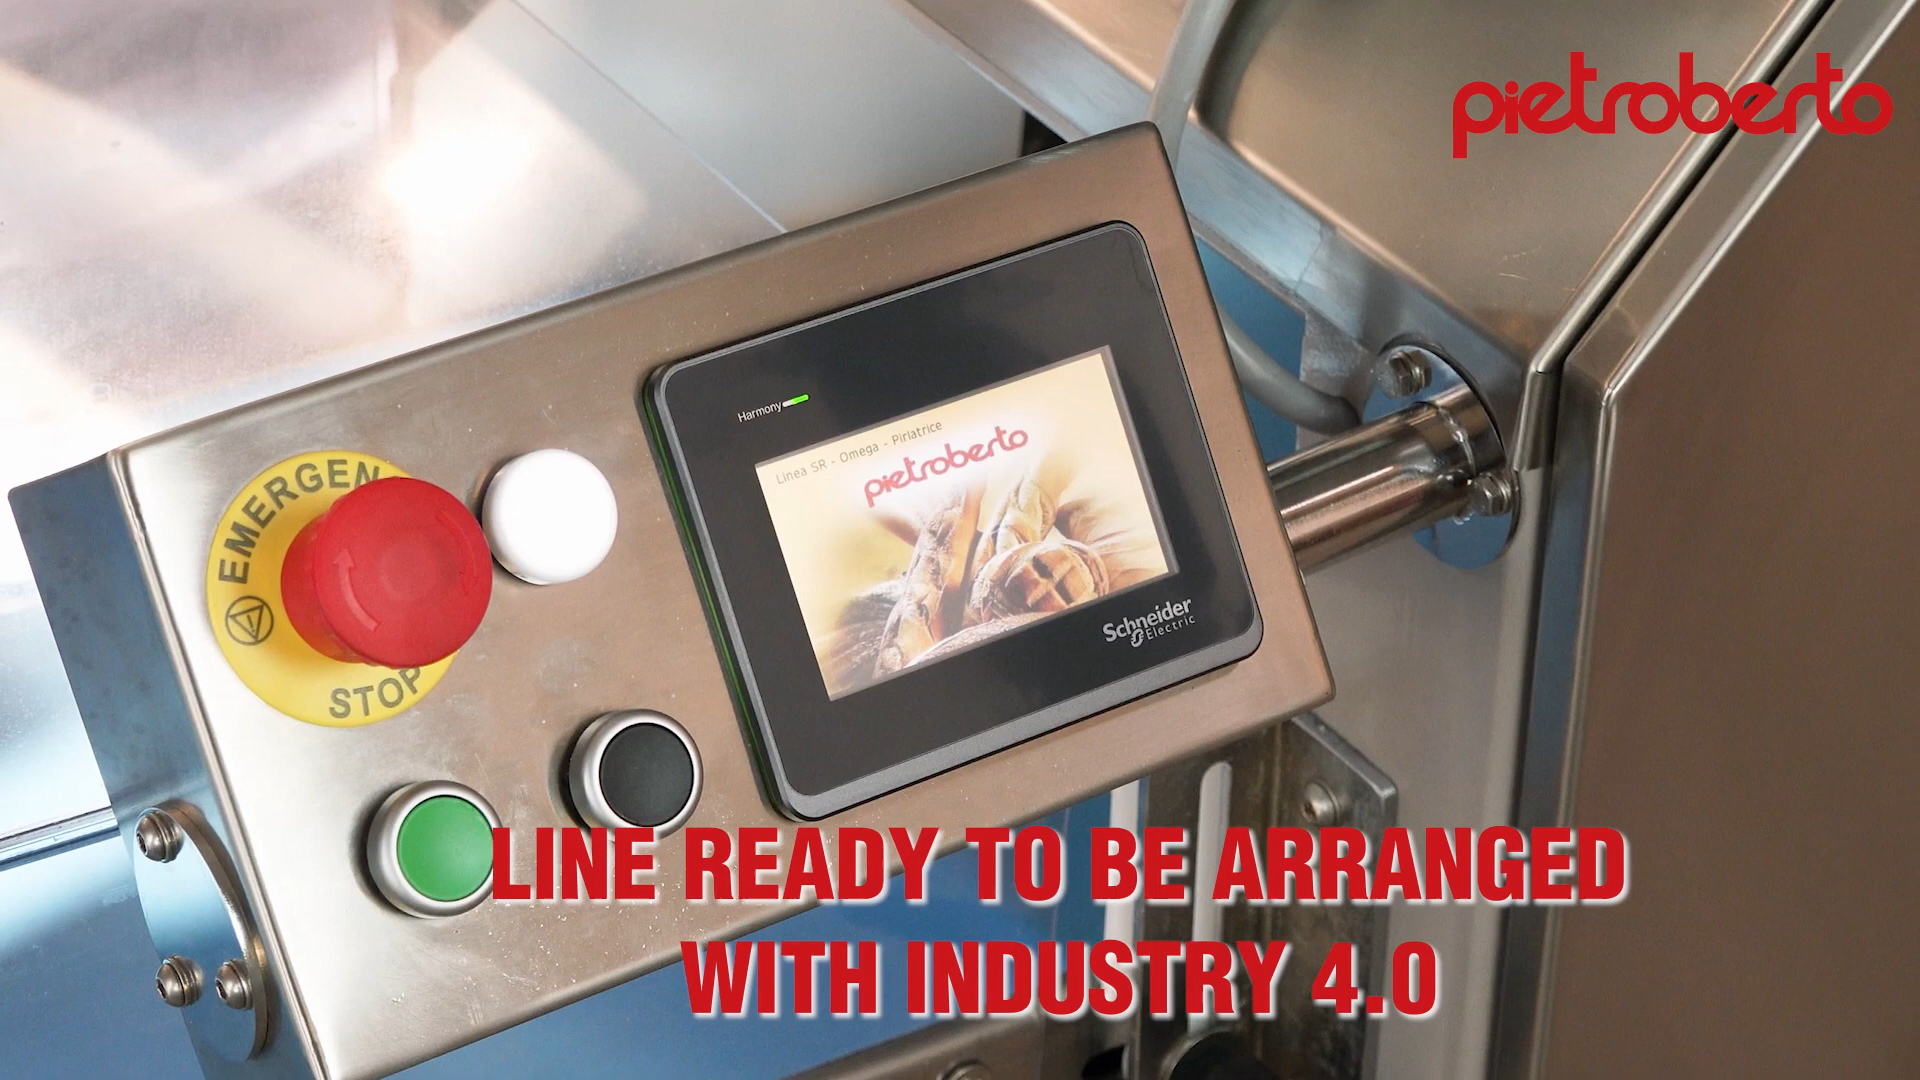 pietroberto
Harmony
Linea SR - Omega - Pirlatrice
pietroberto
EMERGEN
STOP
Schneider
Electric
LINE READY TO BE ARRANGED
WITH INDUSTRY 4.0